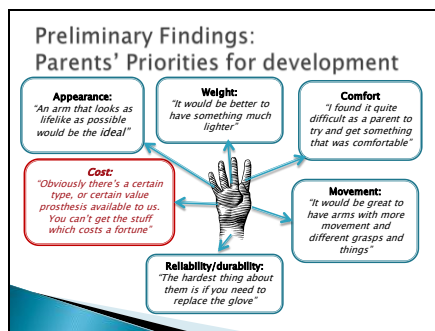 Preliminary Findings:
Parents' Priorities for development
Appearance:
"An arm that looks as
lifelike as possible
would be the ideal"
Weight:
"It would be better to
have something much
lighter"
Comfort
"I found it quite
difficult as a parent to
try and get something
that was comfortable"
Cost:
"Obviously there's a certain
type, or certain value
prosthesis available to us.
You can't get the stuff
which costs a fortune"
Movement:
"It would be great to
have arms with more
movement and
different grasps and
things"
Reliability/durability:
"The hardest thing about
them is if you need to
replace the glove"